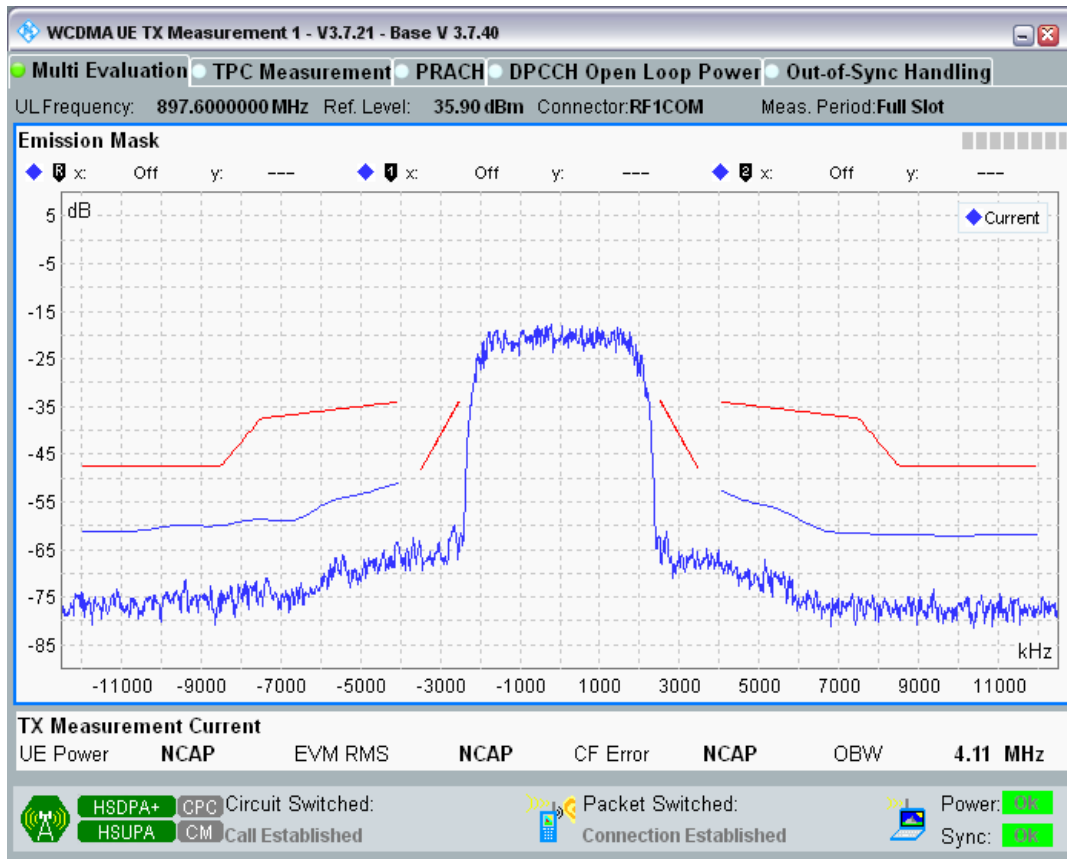 WCDMA UE TX Measurement 1 - V3.7.21 - Base V 3.7.40
Multi Evaluation TPC Measurement PRACH DPCCH Open Loop Power Out-of-Sync Handling
UL Frequency: 897.6000000 MHz Ref. Level: 35.90 dBm Connector:RF1COM Meas. Period:Full Slot
Emission Mask
R x: Off y: --- 1 x: Off y: --- 2 x: Off y: ---
dB
Current
5
-5
-15
-25
-35
-45
-55
-65
-75
-85
kHz
-11000 -9000 -7000 -5000 -3000 -1000 1000 3000 5000 7000 9000 11000
TX Measurement Current
UE Power NCAP EVM RMS NCAP CF Error NCAP OBW 4.11 MHz
HSDPA+ CPC Circuit Switched: Packet Switched: Power: Ok
HSUPA CM Call Established Connection Established Sync: Ok